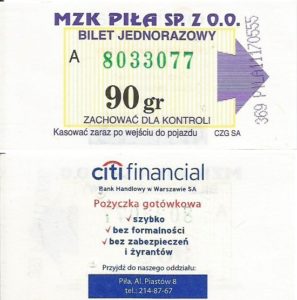 MZK PIŁA SP. Z O.O.
BILET JEDNORAZOWY
A 8033077
90 gr
ZACHOWAĆ DLA KONTROLI
Kasować zaraz po wejściu do pojazdu
CZG SA
citi financial
Bank Handlowy w Warszawie SA
Pożyczka gotówkowa
✓ szybko
✓ bez formalności
✓ bez zabezpieczeń
i żyrantów
Przyjdź do naszego oddziału:
Piła, Al. Piastów 8
tel.: 214-87-67